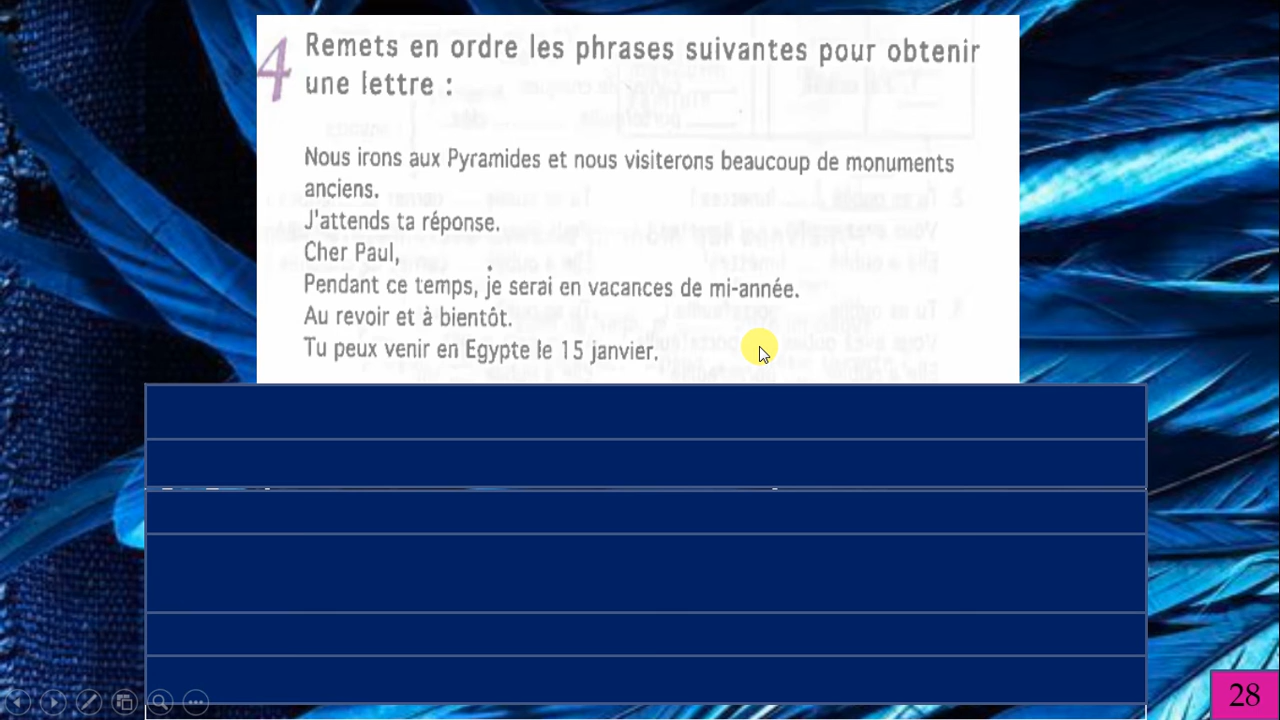 4
Remets en ordre les phrases suivantes pour obtenir
une lettre :
Nous irons aux Pyramides et nous visiterons beaucoup de monuments
anciens.
J'attends ta réponse.
Cher Paul,
Pendant ce temps, je serai en vacances de mi-année.
Au revoir et à bientôt.
Tu peux venir en Egypte le 15 janvier.
28